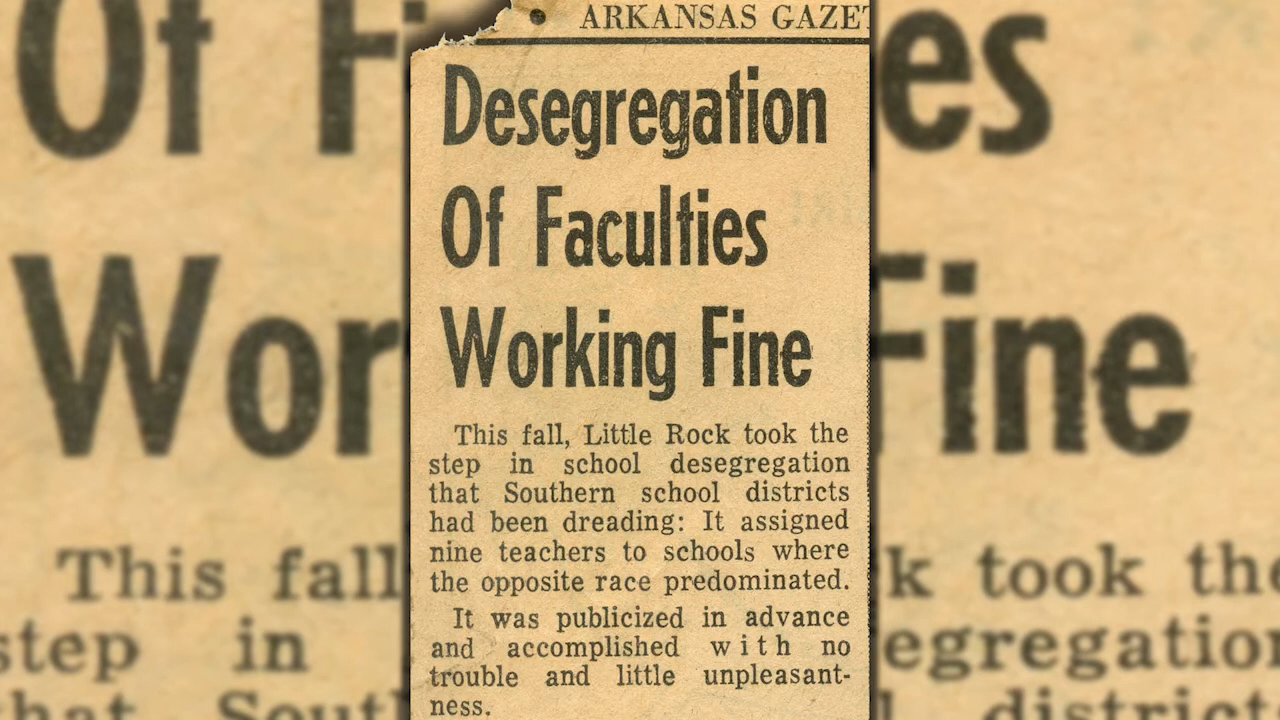 ARKANSAS GAZET
Desegregation
Of Faculties
Working Fine
This fall, Little Rock took the
step in school desegregation
that Southern school districts
had been dreading: It assigned
nine teachers to schools where
the opposite race predominated.
It was publicized in advance
and accomplished with no
trouble and little unpleasant-
ness.